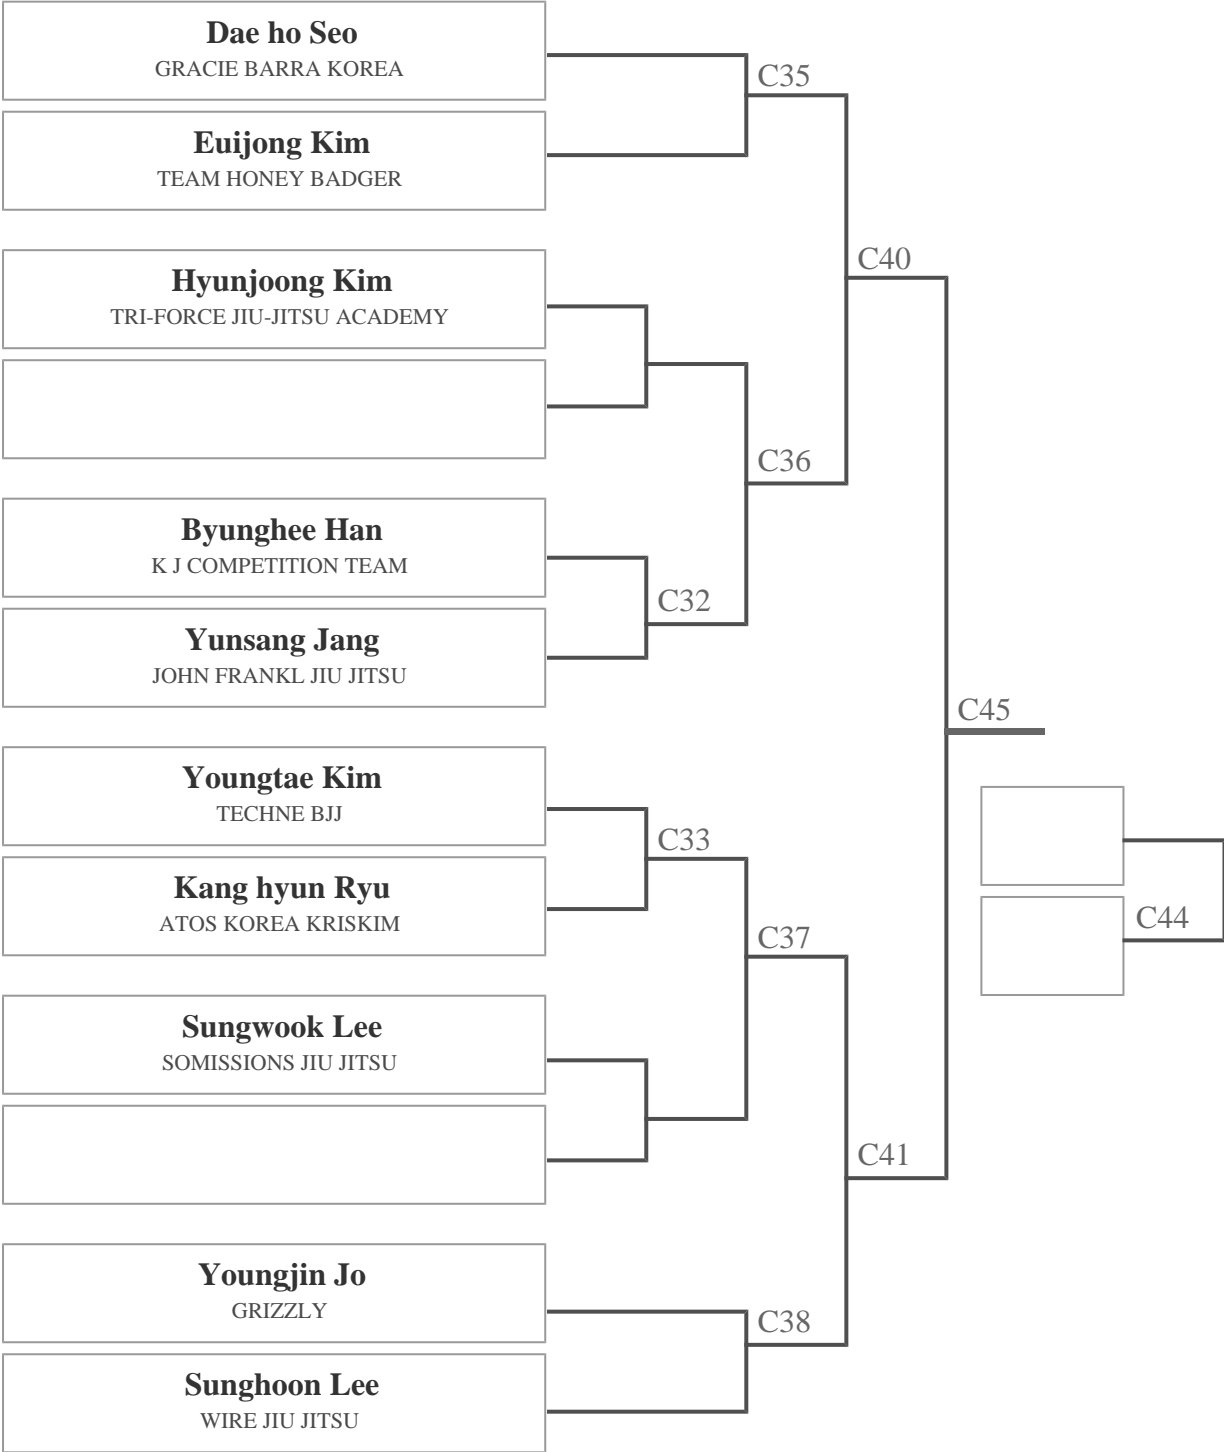 Dae ho Seo
GRACIE BARRA KOREA
C35
Euijong Kim
TEAM HONEY BADGER
C40
Hyunjoong Kim
TRI-FORCE JIU-JITSU ACADEMY
C36
Byunghee Han
K J COMPETITION TEAM
C32
Yunsang Jang
JOHN FRANKL JIU JITSU
C45
Youngtae Kim
TECHNE BJJ
C33
Kang hyun Ryu
ATOS KOREA KRISKIM
C44
C37
Sungwook Lee
SOMISSIONS JIU JITSU
C41
Youngjin Jo
GRIZZLY
C38
Sunghoon Lee
WIRE JIU JITSU